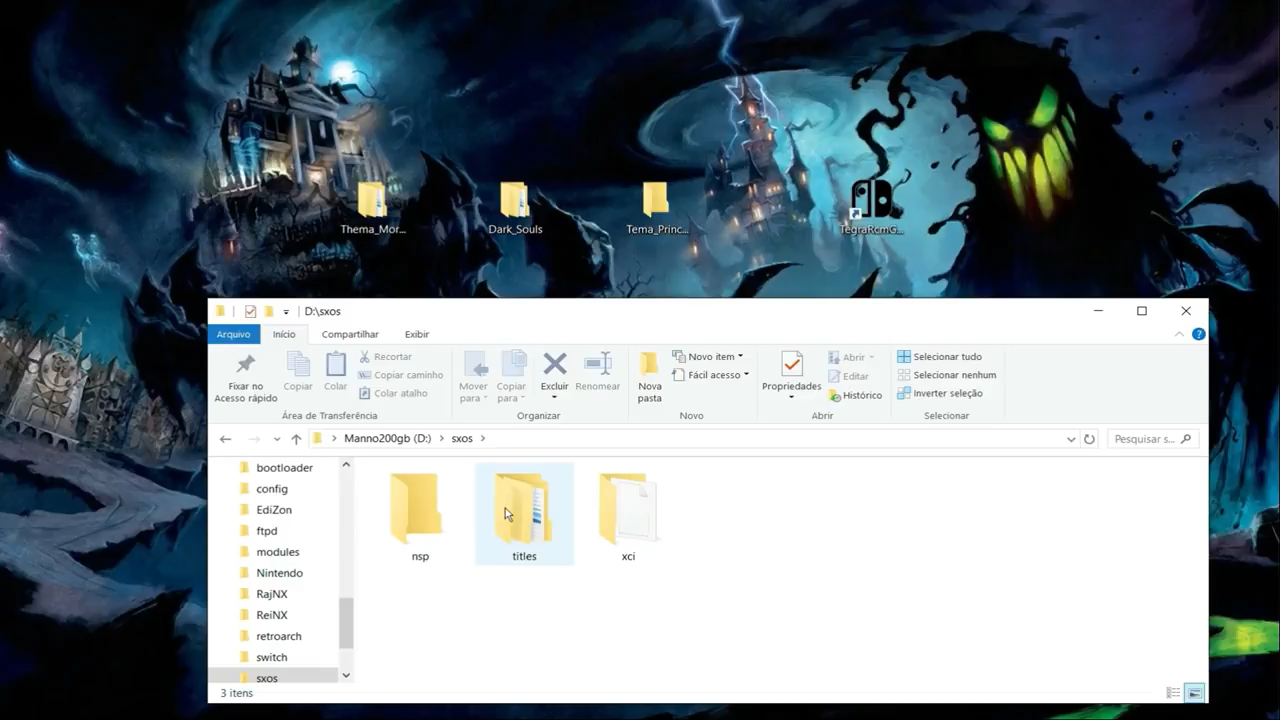 Thema_Mor...
Dark_Souls
Tema_Princ...
TegraRcmG...
D:\sxos
Arquivo
Início
Compartilhar
Exibir
Fixar no
Acesso rápido
Copiar
Colar
Recortar
Copiar caminho
Colar atalho
Área de Transferência
Mover
para
Copiar
para
Excluir
Renomear
Organizar
Nova
pasta
Novo item
Fácil acesso
Novo
Propriedades
Abrir
Editar
Histórico
Abrir
Selecionar tudo
Selecionar nenhum
Inverter seleção
Selecionar
Manno200gb (D:) > sxos >
Pesquisar s...
bootloader
config
EdiZon
ftpd
modules
Nintendo
RajNX
ReiNX
retroarch
switch
sxos
nsp
titles
xci
3 itens